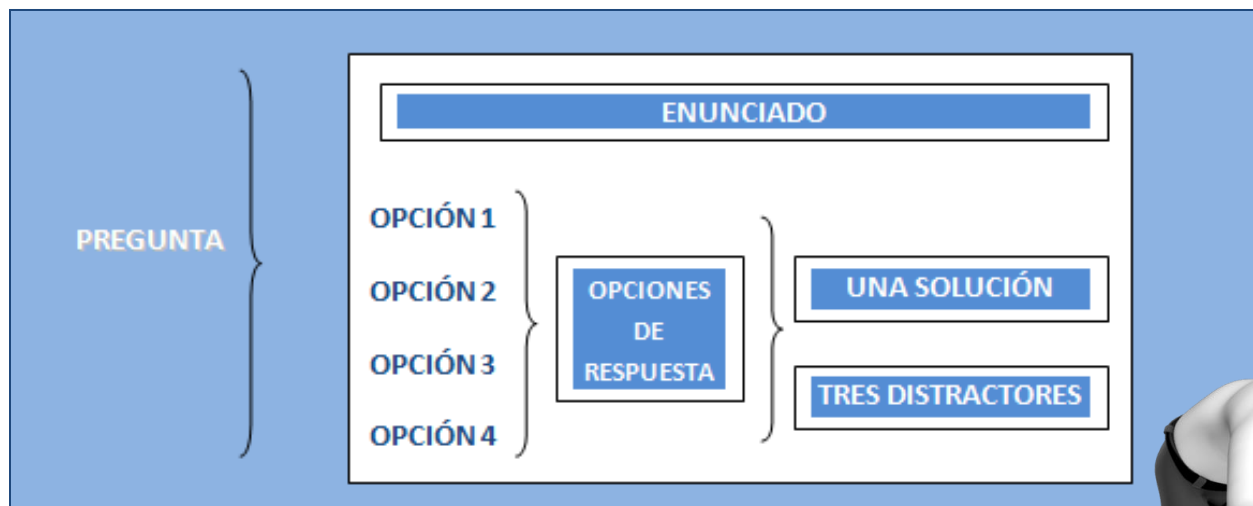 ENUNCIADO
PREGUNTA
OPCIÓN 1
OPCIÓN 2
OPCIÓN 3
OPCIÓN 4
OPCIONES
DE
RESPUESTA
UNA SOLUCIÓN
TRES DISTRACTORES